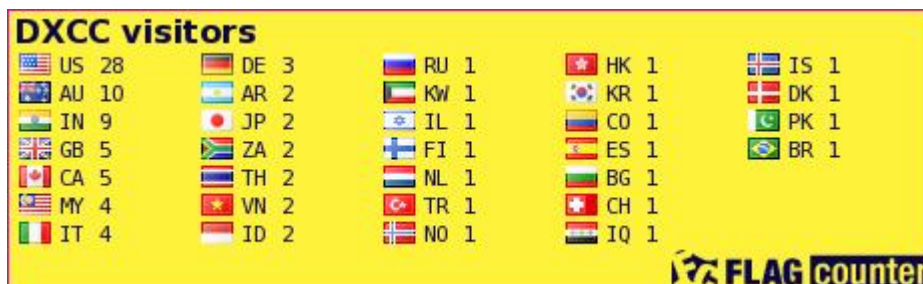 DXCC visitors
US 28
AU 10
IN 9
GB 5
CA 5
MY 4
IT 4
DE 3
AR 2
JP 2
ZA 2
TH 2
VN 2
ID 2
RU 1
KW 1
IL 1
FI 1
NL 1
TR 1
NO 1
HK 1
KR 1
CO 1
ES 1
BG 1
CH 1
IQ 1
IS 1
DK 1
PK 1
BR 1
FLAG counter